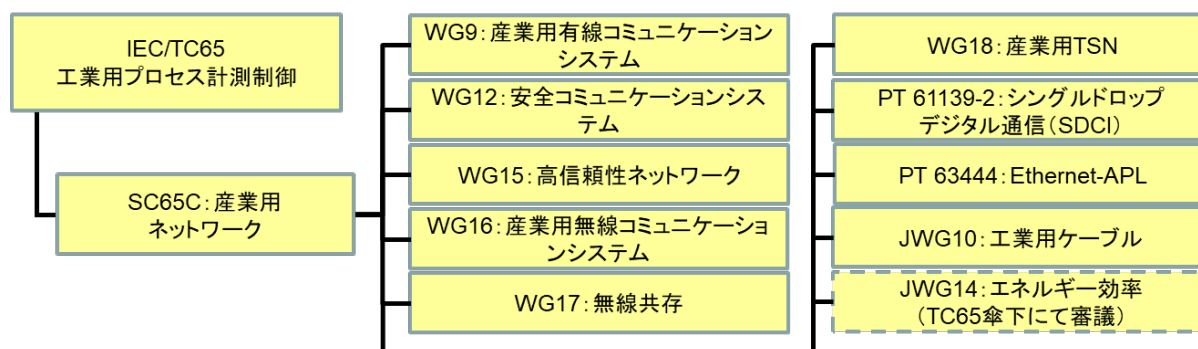 IEC/TC65
工業用プロセス計測制御
SC65C：産業用
ネットワーク
WG9：産業用有線コミュニケーション
システム
WG12：安全コミュニケーションシス
テム
WG15：高信頼性ネットワーク
WG16：産業用無線コミュニケーショ
ンシステム
WG17：無線共存
WG18：産業用TSN
PT 61139-2：シングルドロップ
デジタル通信（SDCI）
PT 63444：Ethernet-APL
JWG10：工業用ケーブル
JWG14：エネルギー効率
（TC65傘下にて審議）